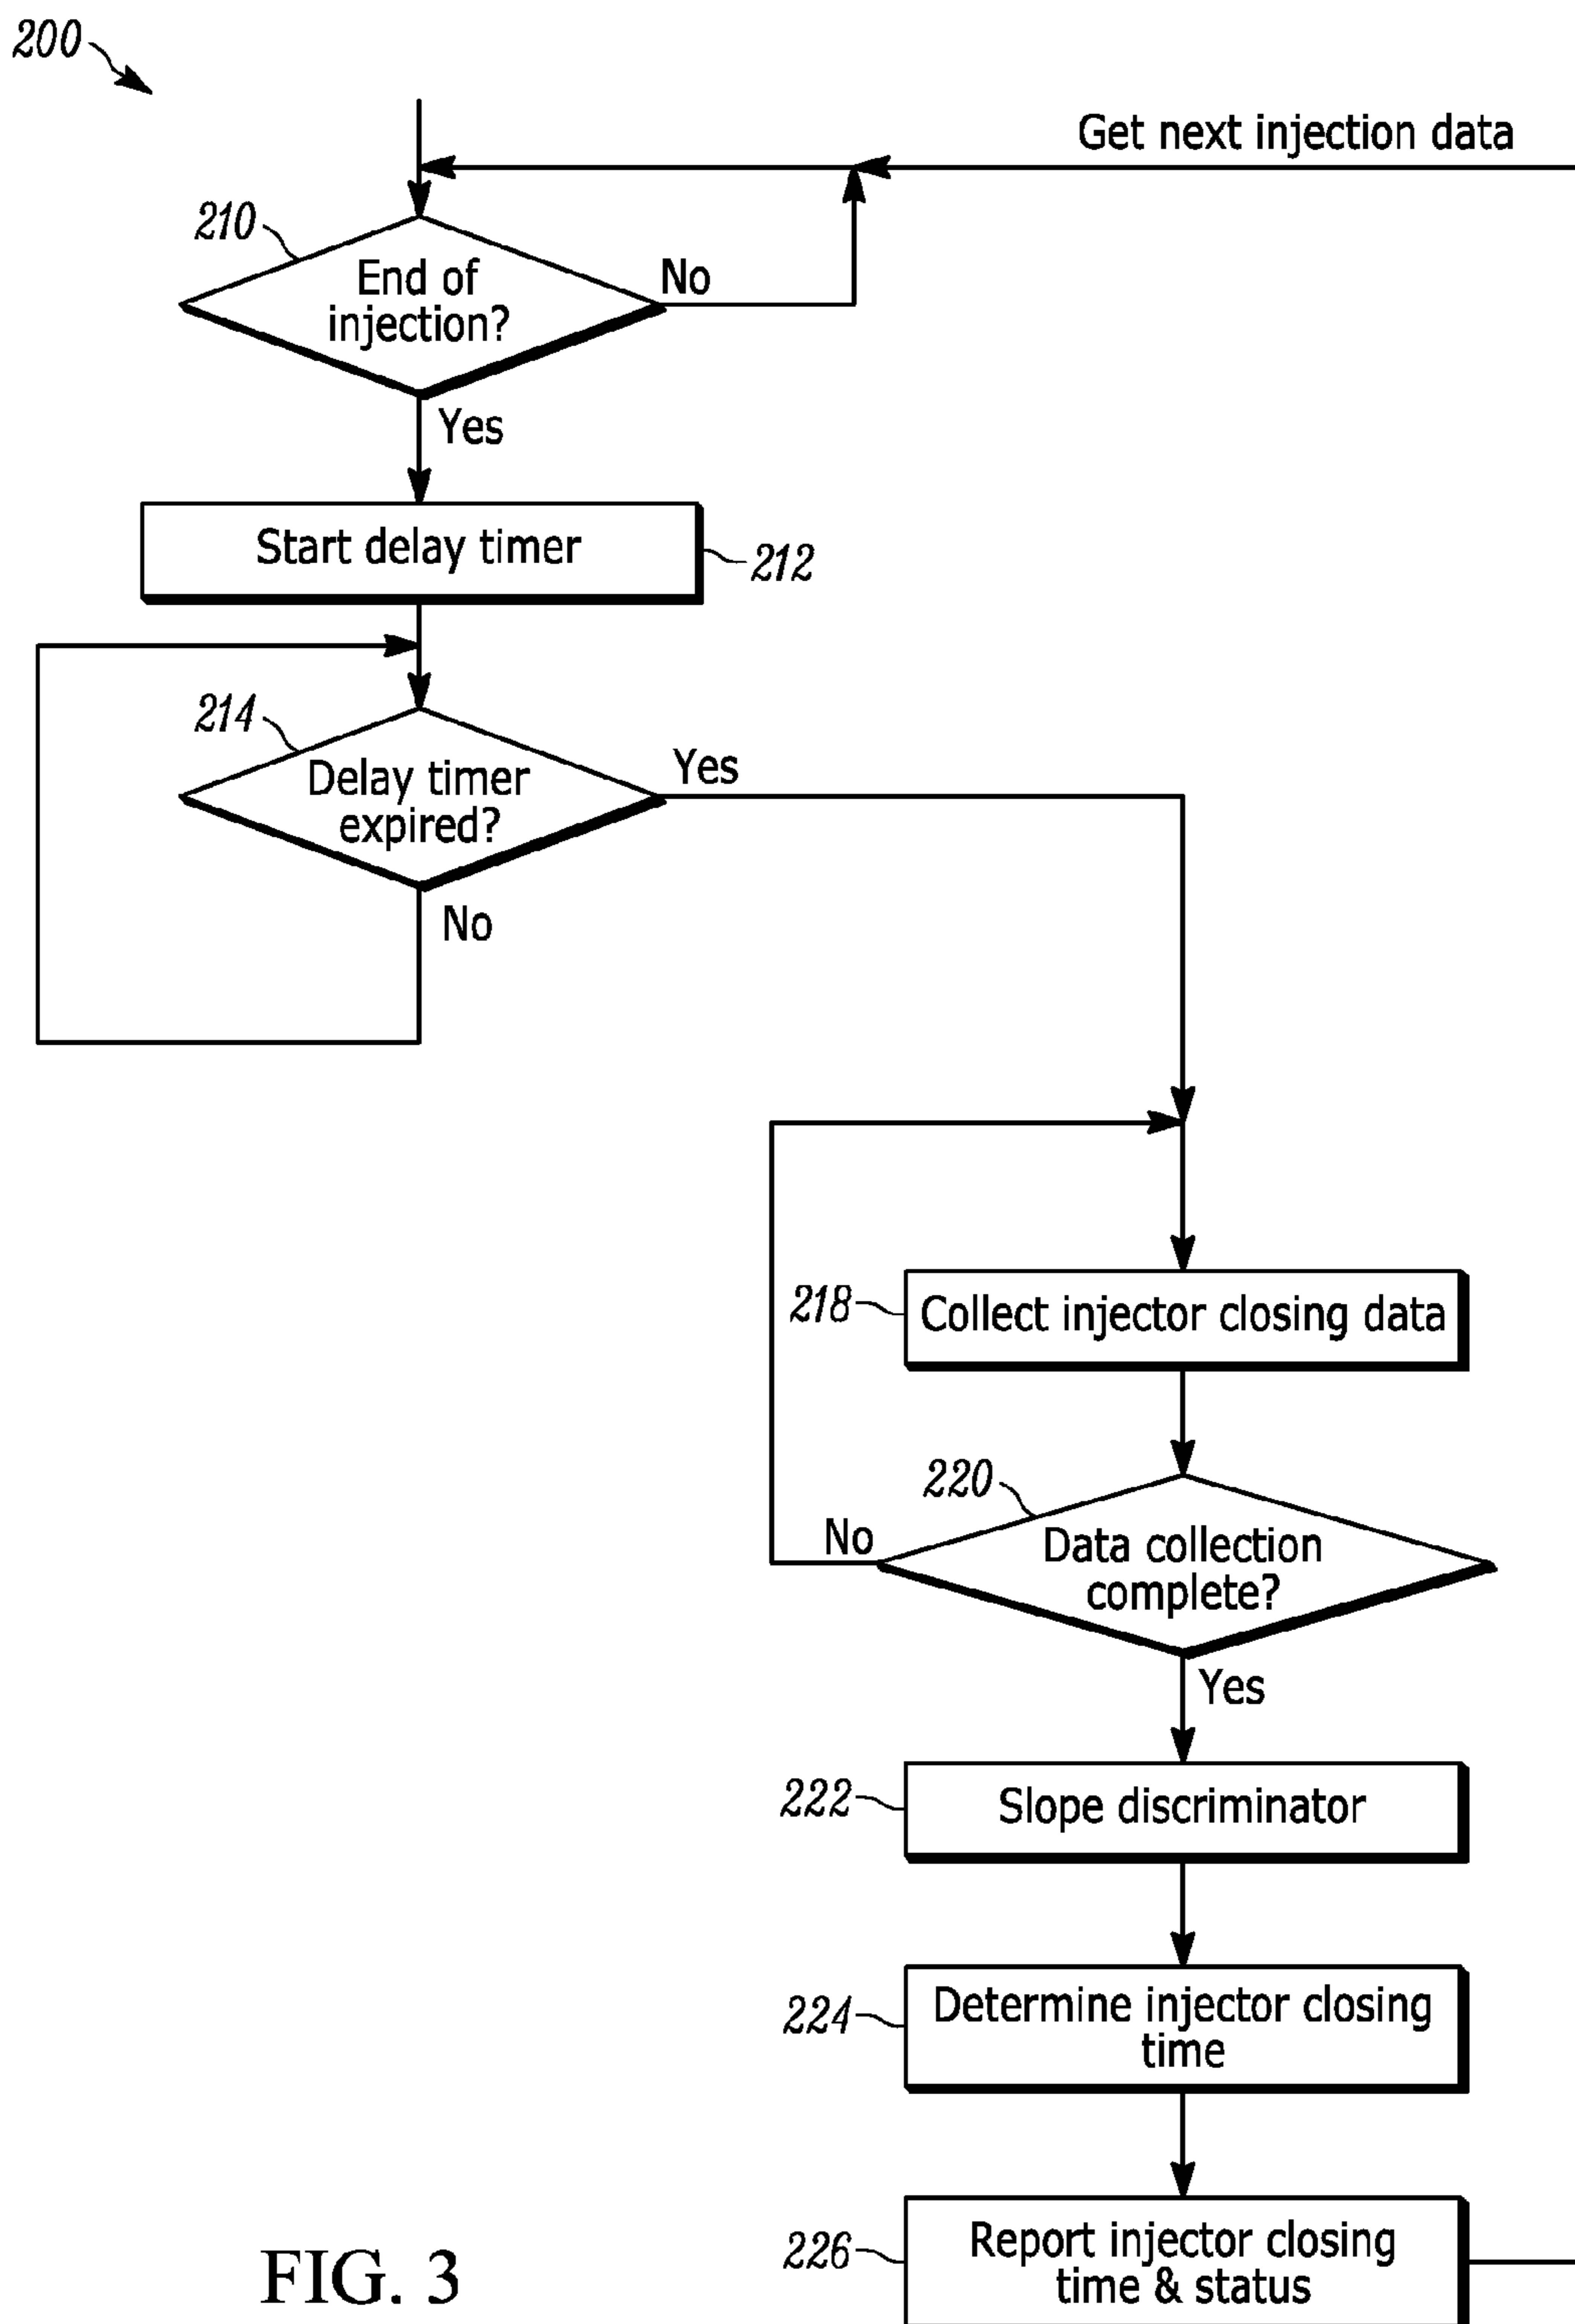 200
Get next injection data
210
End of
injection?
No
Yes
Start delay timer
212
214
Delay timer
expired?
Yes
No
218
Collect injector closing data
220
No
Data collection
complete?
Yes
222
Slope discriminator
224
Determine injector closing
time
226
Report injector closing
time & status
FIG. 3